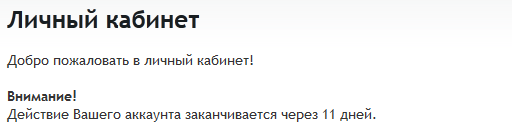 Личный кабинет
Добро пожаловать в личный кабинет!
Внимание!
Действие Вашего аккаунта заканчивается через 11 дней.